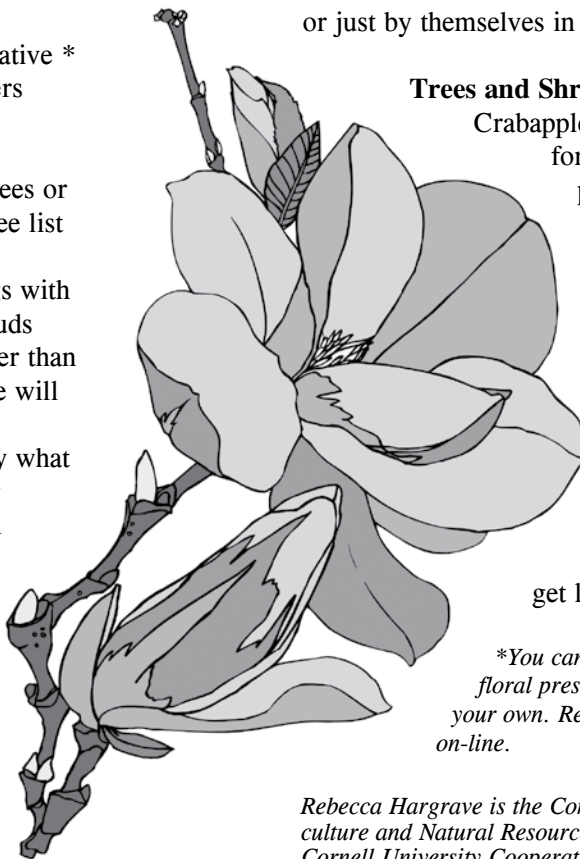 ative *
ers
ees or
ee list
s with
uds
er than
e will
y what
or just by themselves in
Trees and Shr
Crabapple
for
get l
*You can
floral pres
your own. Re
on-line.
Rebecca Hargrave is the Co
culture and Natural Resourc
Cornell University Cooperat